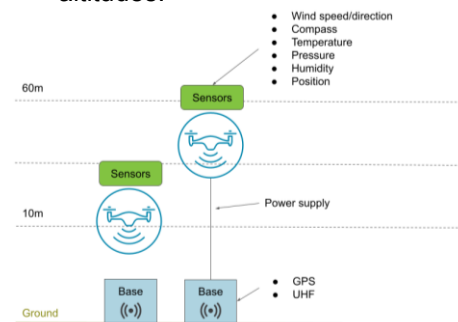 altitudes.
• Wind speed/direction
• Compass
• Temperature
• Pressure
• Humidity
• Position
60m
Sensors
Sensors
Power supply
10m
Base
Base
• GPS
• UHF
Ground